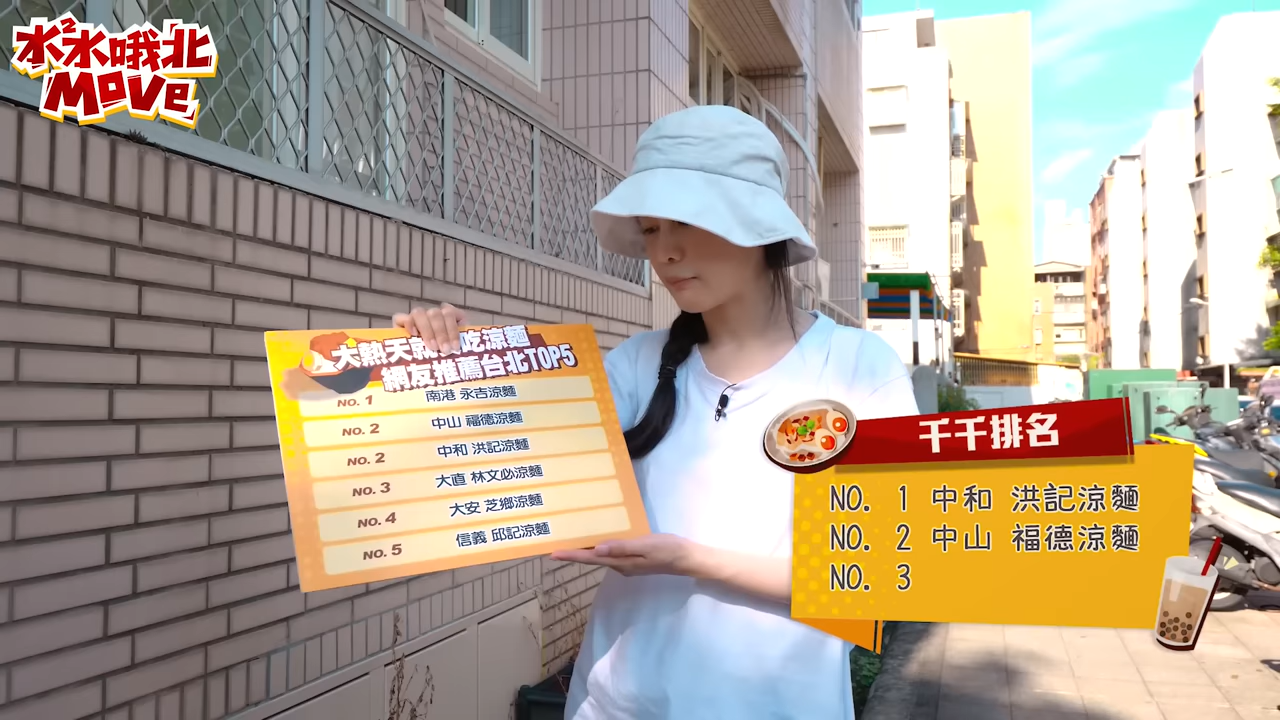 水水哦北
MOVE
大熱天就要吃涼麵
網友推薦台北TOP5
NO. 1 南港 永吉涼麵
NO. 2 中山 福德涼麵
NO. 2 中和 洪記涼麵
NO. 3 大直 林文必涼麵
NO. 4 大安 芝鄉涼麵
NO. 5 信義 邱記涼麵
千千排名
NO. 1 中和 洪記涼麵
NO. 2 中山 福德涼麵
NO. 3